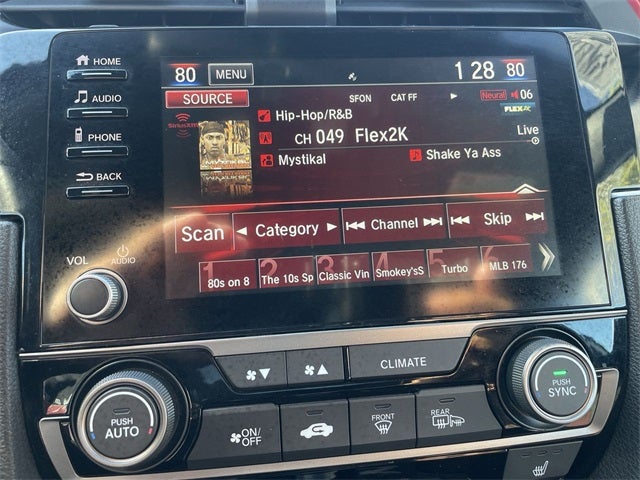 HOME
80 MENU 1 28 80
SOURCE SFON CAT FF Neural 06
AUDIO
SiriusXM Hip-Hop/R&B FLEX
CH 049 Flex2K Live
PHONE
Mystikal Shake Ya Ass
BACK
Scan Category Channel Skip
VOL AUDIO
1 2 3 4 5 6
80s on 8 The 10s Sp Classic Vin Smokey'sS Turbo MLB 176
CLIMATE
PUSH AUTO
PUSH SYNC
ON/OFF FRONT REAR